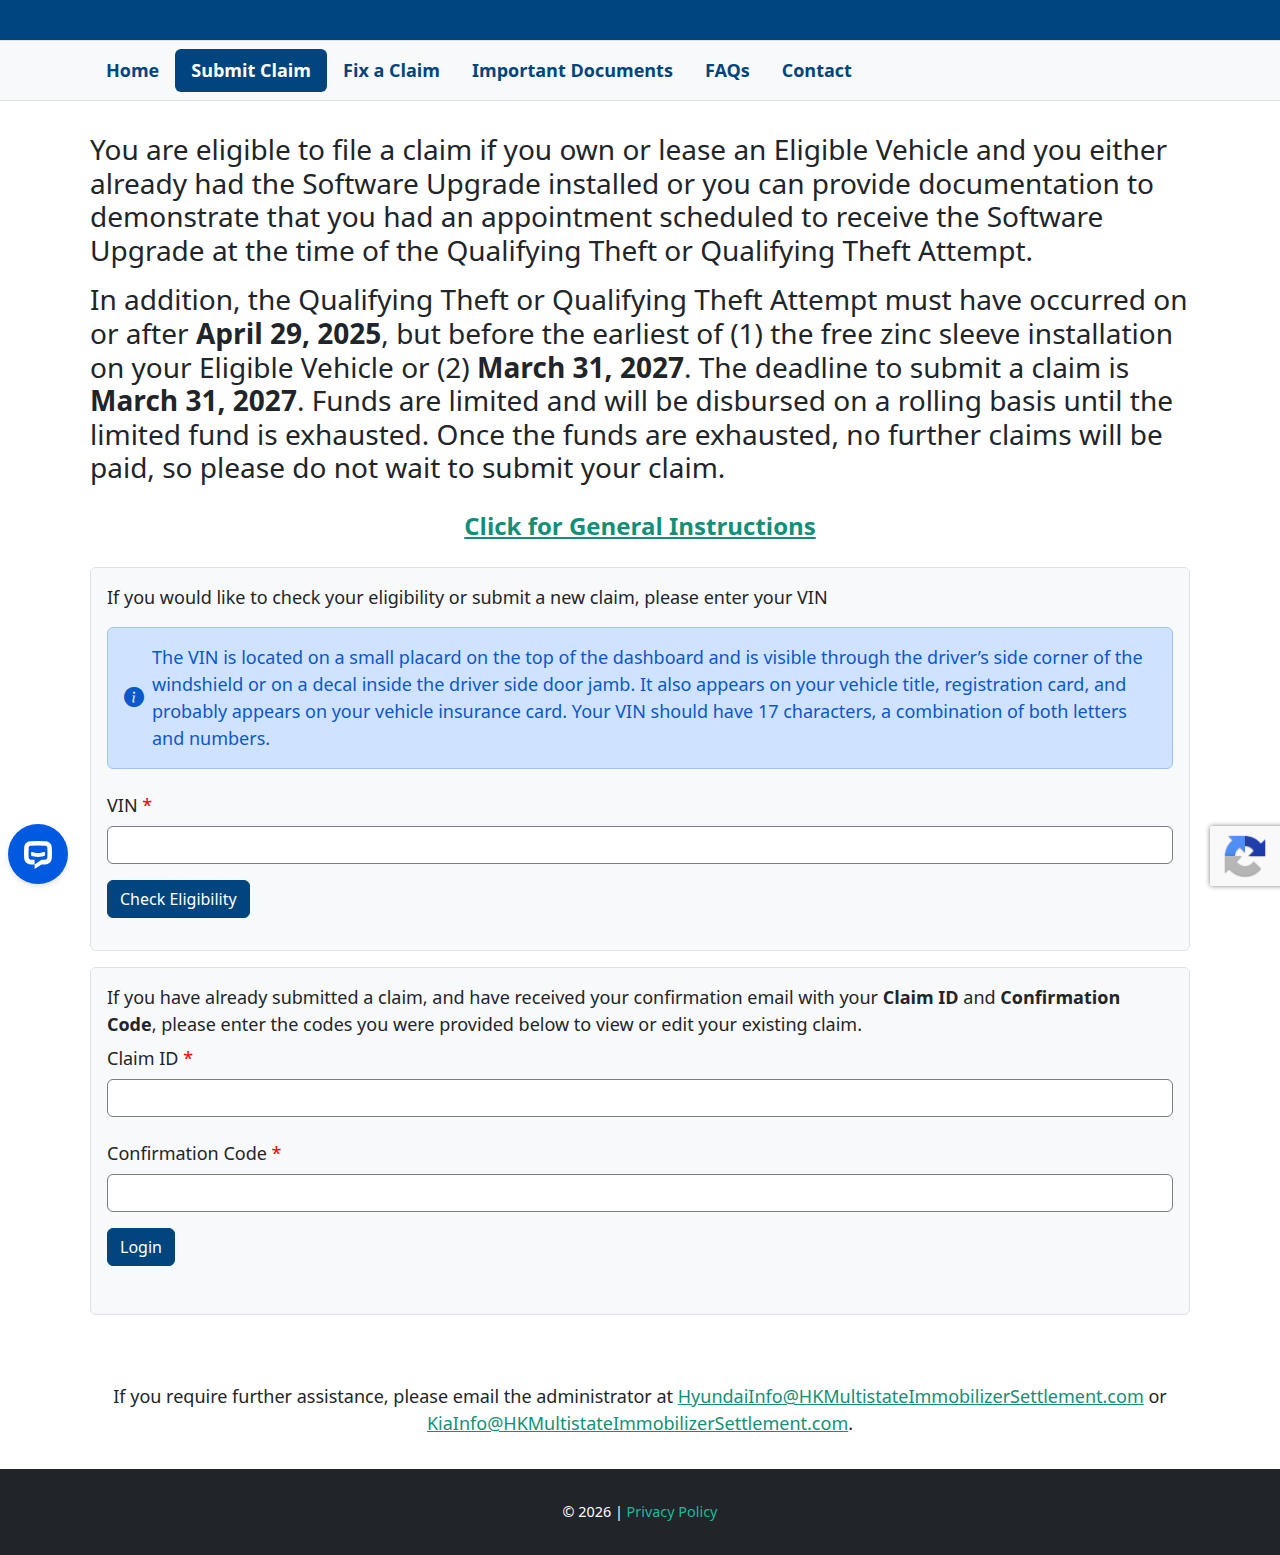 Home Submit Claim Fix a Claim Important Documents FAQs Contact
You are eligible to file a claim if you own or lease an Eligible Vehicle and you either
already had the Software Upgrade installed or you can provide documentation to
demonstrate that you had an appointment scheduled to receive the Software
Upgrade at the time of the Qualifying Theft or Qualifying Theft Attempt.
In addition, the Qualifying Theft or Qualifying Theft Attempt must have occurred on
or after April 29, 2025, but before the earliest of (1) the free zinc sleeve installation
on your Eligible Vehicle or (2) March 31, 2027. The deadline to submit a claim is
March 31, 2027. Funds are limited and will be disbursed on a rolling basis until the
limited fund is exhausted. Once the funds are exhausted, no further claims will be
paid, so please do not wait to submit your claim.
Click for General Instructions
If you would like to check your eligibility or submit a new claim, please enter your VIN
The VIN is located on a small placard on the top of the dashboard and is visible through the driver’s side corner of the
windshield or on a decal inside the driver side door jamb. It also appears on your vehicle title, registration card, and
probably appears on your vehicle insurance card. Your VIN should have 17 characters, a combination of both letters
and numbers.
VIN *
Check Eligibility
If you have already submitted a claim, and have received your confirmation email with your Claim ID and Confirmation
Code, please enter the codes you were provided below to view or edit your existing claim.
Claim ID *
Confirmation Code *
Login
If you require further assistance, please email the administrator at HyundaiInfo@HKMultistateImmobilizerSettlement.com or
KiaInfo@HKMultistateImmobilizerSettlement.com.
© 2026 | Privacy Policy